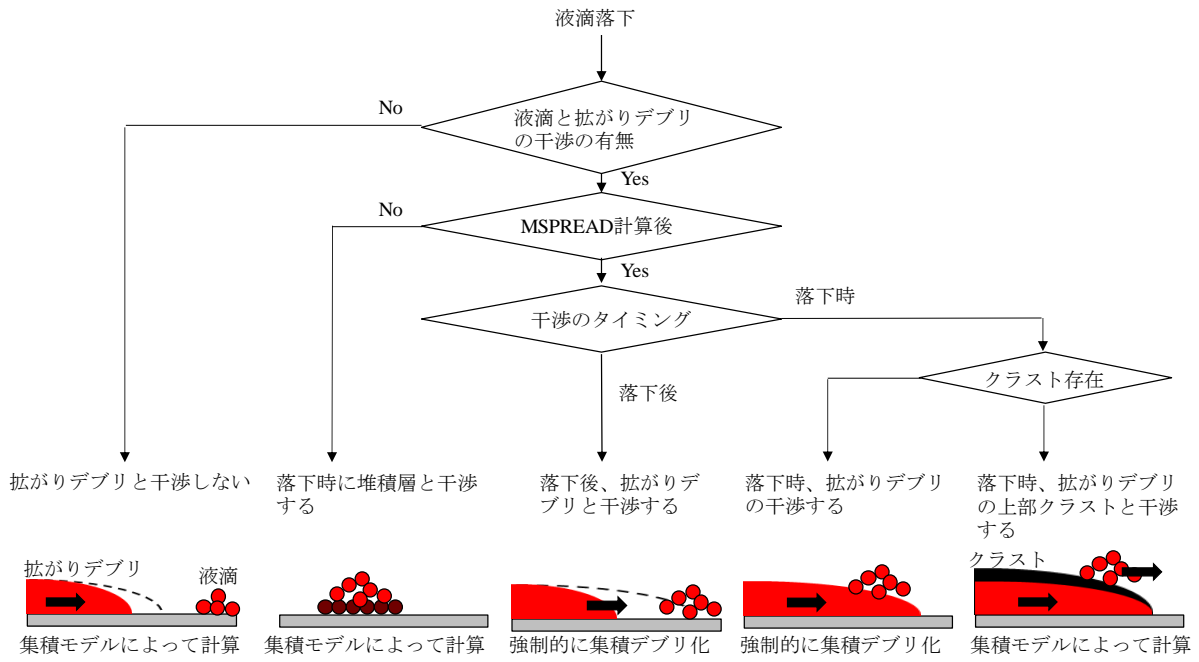 液滴落下
No
液滴と拡がりデブリ
の干渉の有無
Yes
No
MSPREAD計算後
Yes
落下時
干渉のタイミング
クラスト存在
落下後
拡がりデブリと干渉しない
落下時に堆積層と干渉
する
落下後、拡がりデ
ブリと干渉する
落下時、拡がりデブリ
の干渉する
落下時、拡がりデブリ
の上部クラストと干渉
する
拡がりデブリ
液滴
クラスト
集積モデルによって計算
集積モデルによって計算
強制的に集積デブリ化
強制的に集積デブリ化
集積モデルによって計算